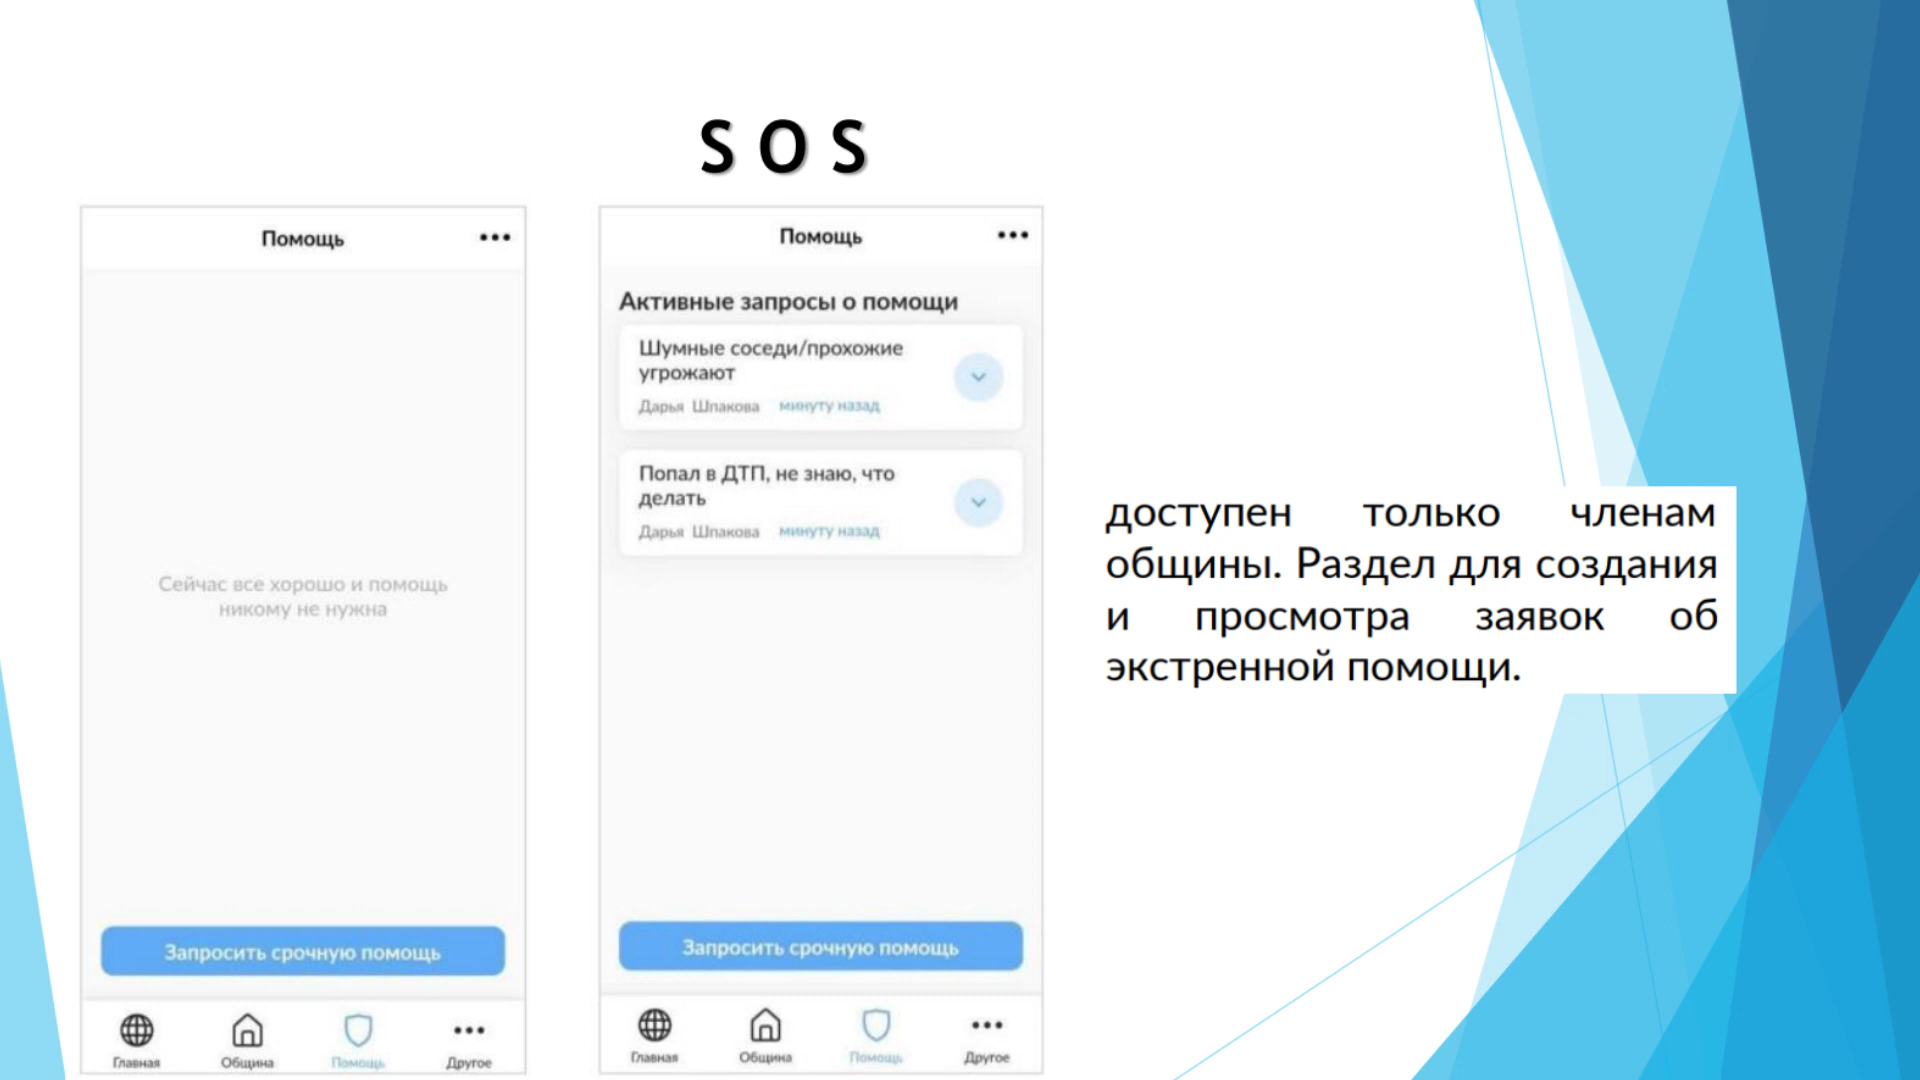 S O S
Помощь
Сейчас все хорошо и помощь
никому не нужна
Запросить срочную помощь
Главная
Община
Помощь
Другое
Помощь
Активные запросы о помощи
Шумные соседи/прохожие
угрожают
Дарья Шпакова минуту назад
Попал в ДТП, не знаю, что
делать
Дарья Шпакова минуту назад
Запросить срочную помощь
Главная
Община
Помощь
Другое
доступен только членам
общины. Раздел для создания
и просмотра заявок об
экстренной помощи.